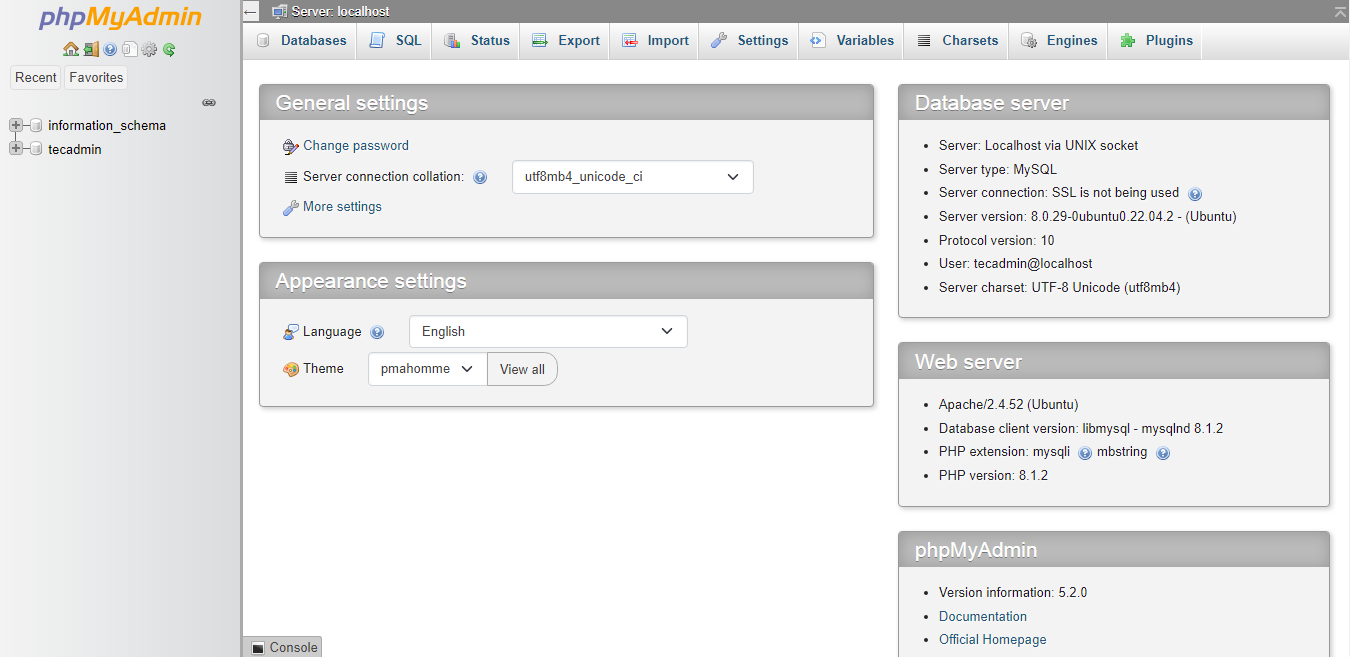 phpMyAdmin
Recent Favorites
information_schema
tecadmin
Server: localhost
Databases SQL Status Export Import Settings Variables Charsets Engines Plugins
General settings
Change password
Server connection collation: utf8mb4_unicode_ci
More settings
Appearance settings
Language English
Theme pmahomme View all
Database server
Server: Localhost via UNIX socket
Server type: MySQL
Server connection: SSL is not being used
Server version: 8.0.29-0ubuntu0.22.04.2 - (Ubuntu)
Protocol version: 10
User: tecadmin@localhost
Server charset: UTF-8 Unicode (utf8mb4)
Web server
Apache/2.4.52 (Ubuntu)
Database client version: libmysql - mysqlnd 8.1.2
PHP extension: mysqli mbstring
PHP version: 8.1.2
phpMyAdmin
Version information: 5.2.0
Documentation
Official Homepage
Console